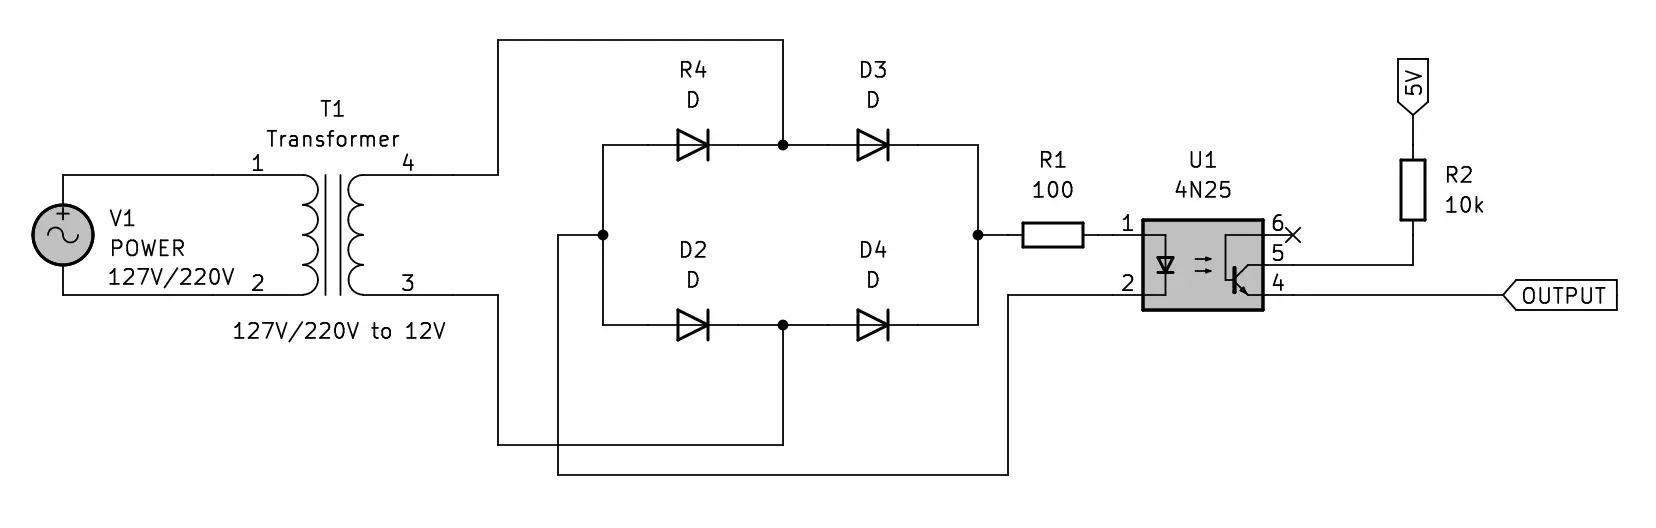 T1
Transformer
1
4
V1
POWER
127V/220V
2
3
127V/220V to 12V
R4
D
D3
D
D2
D
D4
D
R1
100
U1
4N25
1
2
6
5
4
5V
R2
10k
OUTPUT